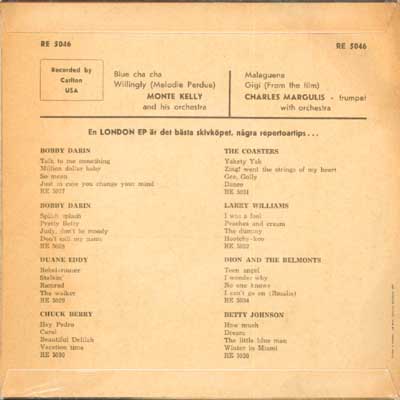 RE 5046
RE 5046
Recorded by
Carlton
USA
Blue cha cha
Willingly (Melodie Perdue)
MONTE KELLY
and his orchestra
Malaguena
Gigi (From the film)
CHARLES MARGULIS - trumpet
with orchestra
En LONDON EP är det bästa skivköpet, några repertoartips . . .
BOBBY DARIN
Talk to me something
Million dollar baby
So mean
Just in case you change your mind
RE 5027
BOBBY DARIN
Splish splash
Pretty Betty
Judy, don't be moody
Don't call my name
RE 5028
DUANE EDDY
Rebel-rouser
Stalkin'
Ramrod
The walker
RE 5029
CHUCK BERRY
Hey Pedro
Carol
Beautiful Delilah
Vacation time
RE 5030
THE COASTERS
Yakety Yak
Zing! went the strings of my heart
Gee, Golly
Dance
RE 5031
LARRY WILLIAMS
I was a fool
Peaches and cream
The dummy
Hootchy-koo
RE 5032
DION AND THE BELMONTS
Teen angel
I wonder why
No one knows
I can't go on (Rosalie)
RE 5034
BETTY JOHNSON
How much
Dream
The little blue man
Winter in Miami
RE 5038